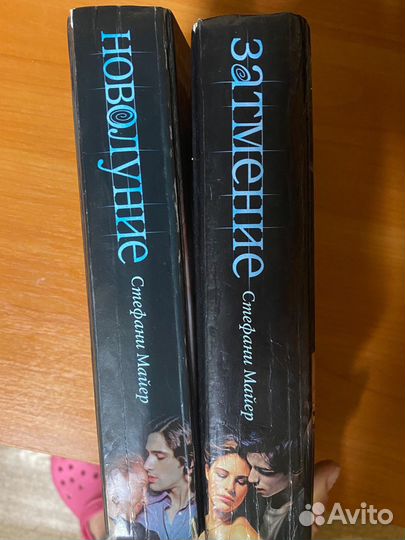 новолуние
Стефани Майер
затмение
Стефани Майер
Avito